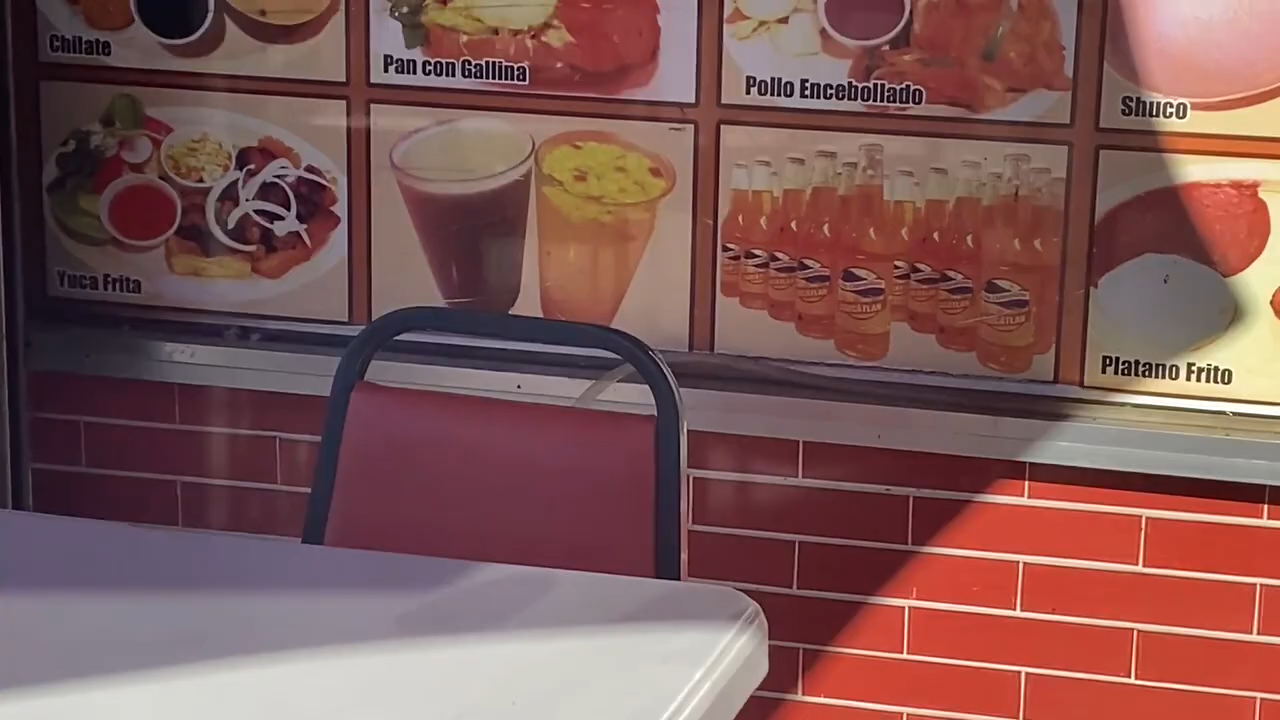 Chilate
Pan con Gallina
Pollo Encebollado
Shuco
Yuca Frita
Platano Frito